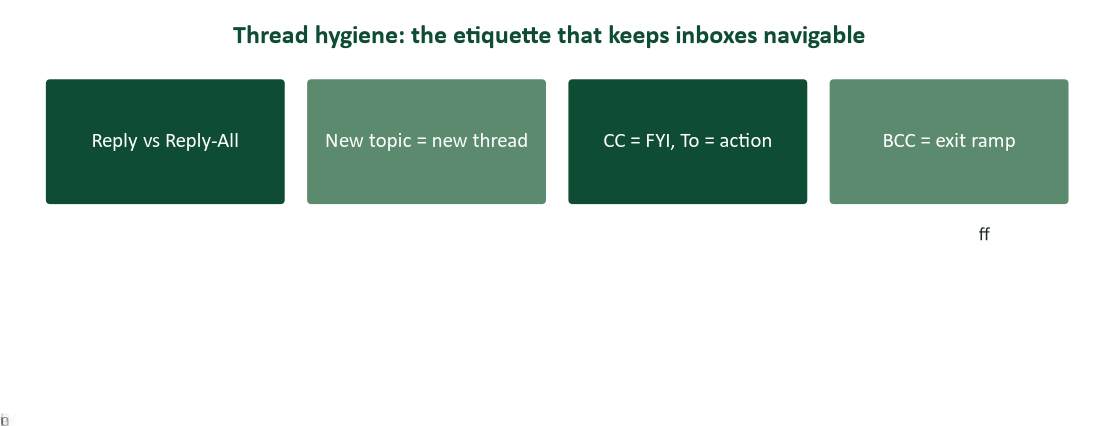 Thread hygiene: the etiquette that keeps inboxes navigable
Reply vs Reply-All
New topic = new thread
CC = FYI, To = action
BCC = exit ramp
ff